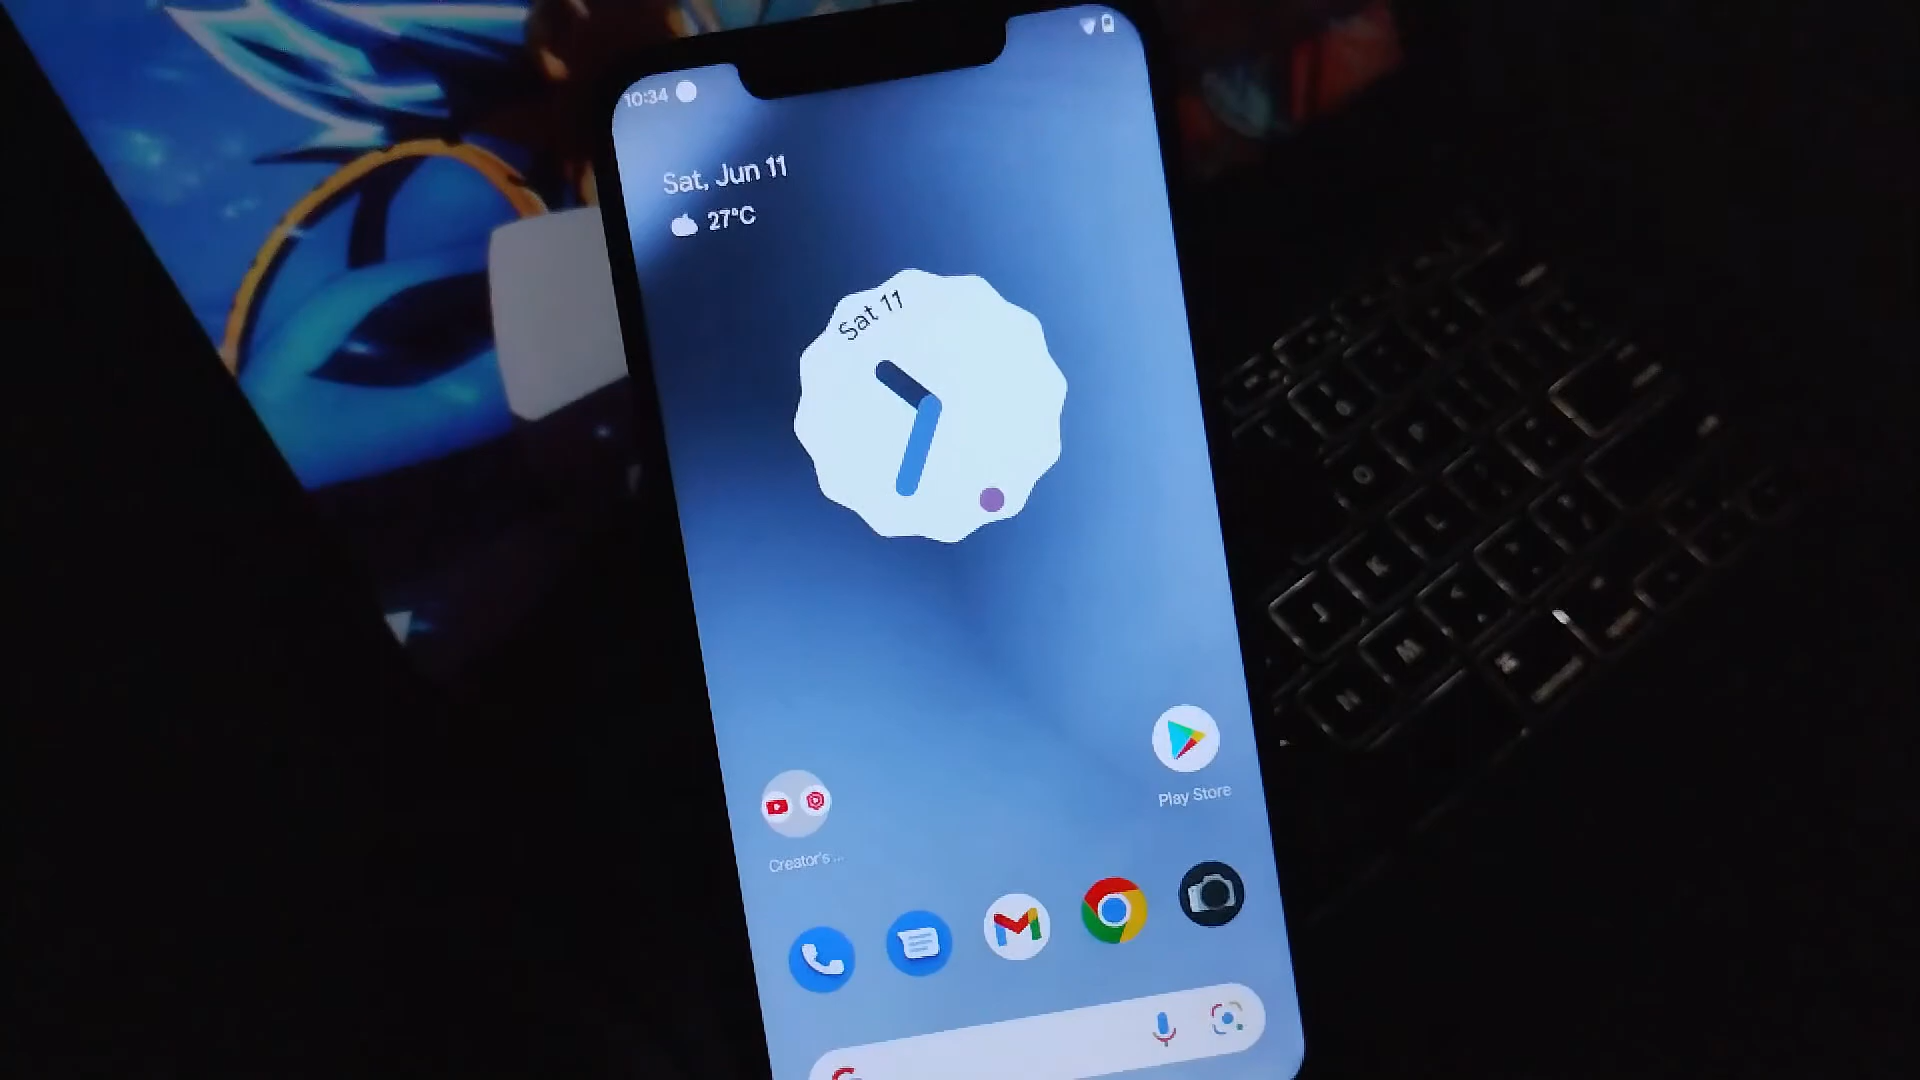 10:34
Sat, Jun 11
27°C
Sat 11
Play Store
Creator's ...
J
K
L
M
N